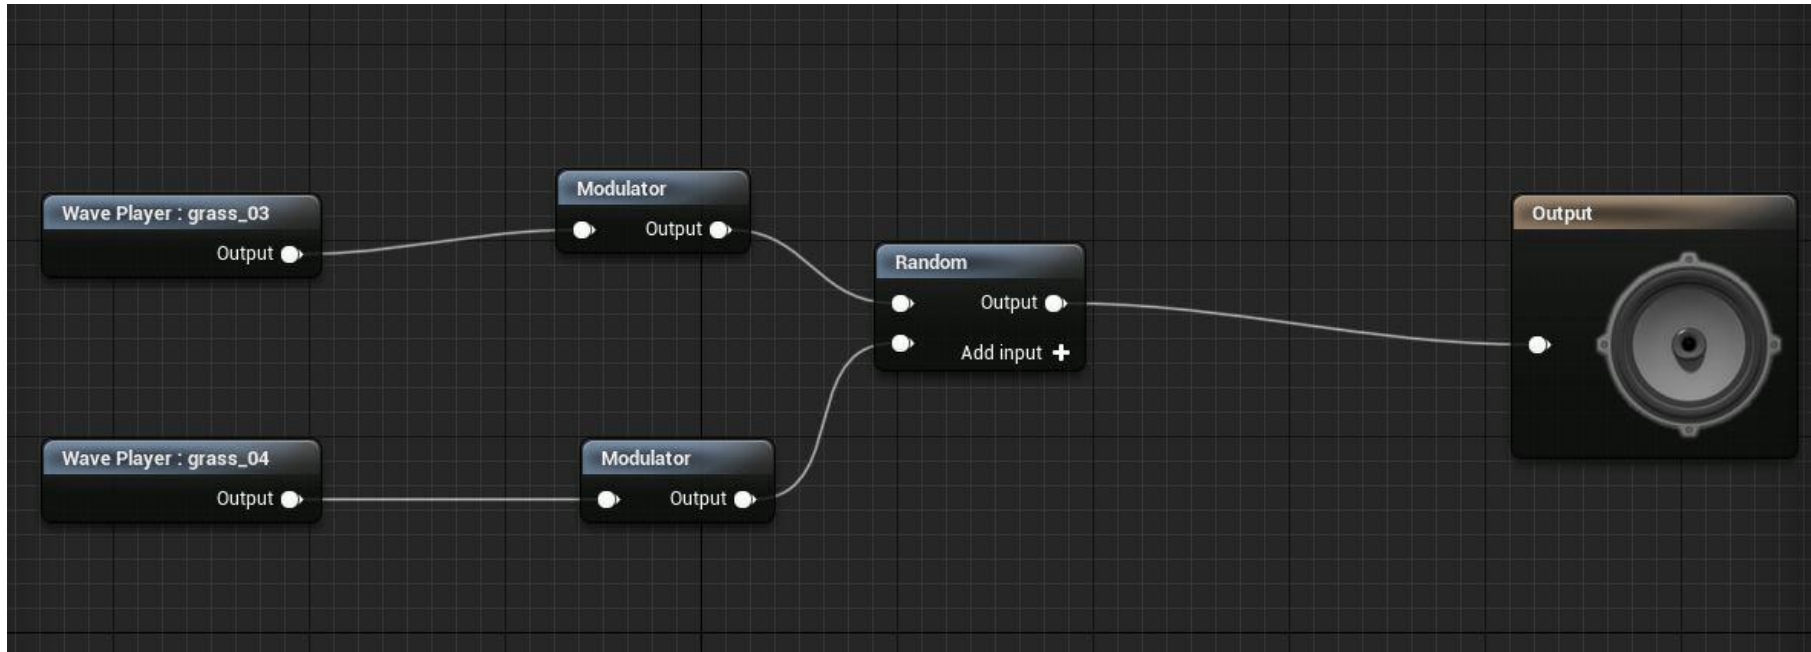 Wave Player : grass_03
Output
Modulator
Output
Random
Output
Add input
Output
Wave Player : grass_04
Output
Modulator
Output